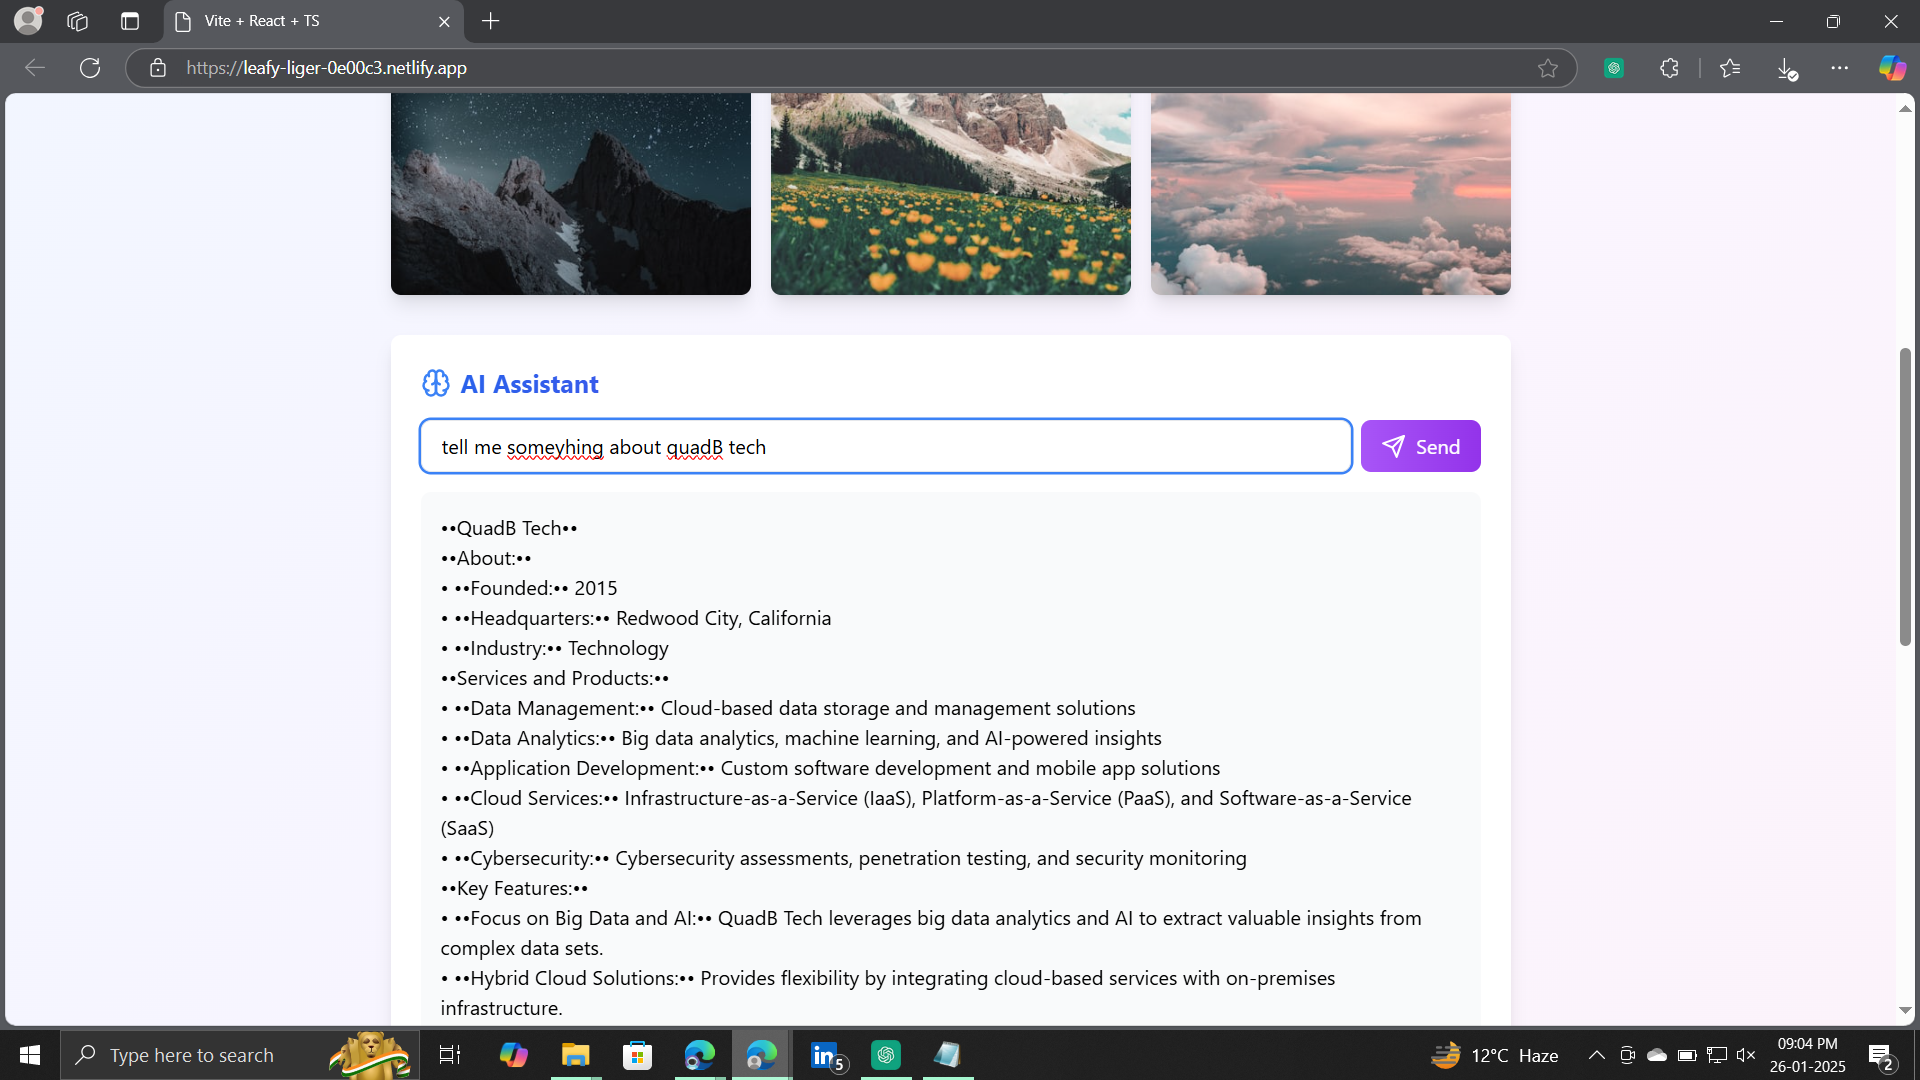 Vite + React + TS
https://leafy-liger-0e00c3.netlify.app
AI Assistant
tell me someyhing about quadB tech
Send
••QuadB Tech••
••About:••
• ••Founded:•• 2015
• ••Headquarters:•• Redwood City, California
• ••Industry:•• Technology
••Services and Products:••
• ••Data Management:•• Cloud-based data storage and management solutions
• ••Data Analytics:•• Big data analytics, machine learning, and AI-powered insights
• ••Application Development:•• Custom software development and mobile app solutions
• ••Cloud Services:•• Infrastructure-as-a-Service (IaaS), Platform-as-a-Service (PaaS), and Software-as-a-Service
(SaaS)
• ••Cybersecurity:•• Cybersecurity assessments, penetration testing, and security monitoring
••Key Features:••
• ••Focus on Big Data and AI:•• QuadB Tech leverages big data analytics and AI to extract valuable insights from
complex data sets.
• ••Hybrid Cloud Solutions:•• Provides flexibility by integrating cloud-based services with on-premises
infrastructure.
Type here to search
in
5
12°C Haze
09:04 PM
26-01-2025
2